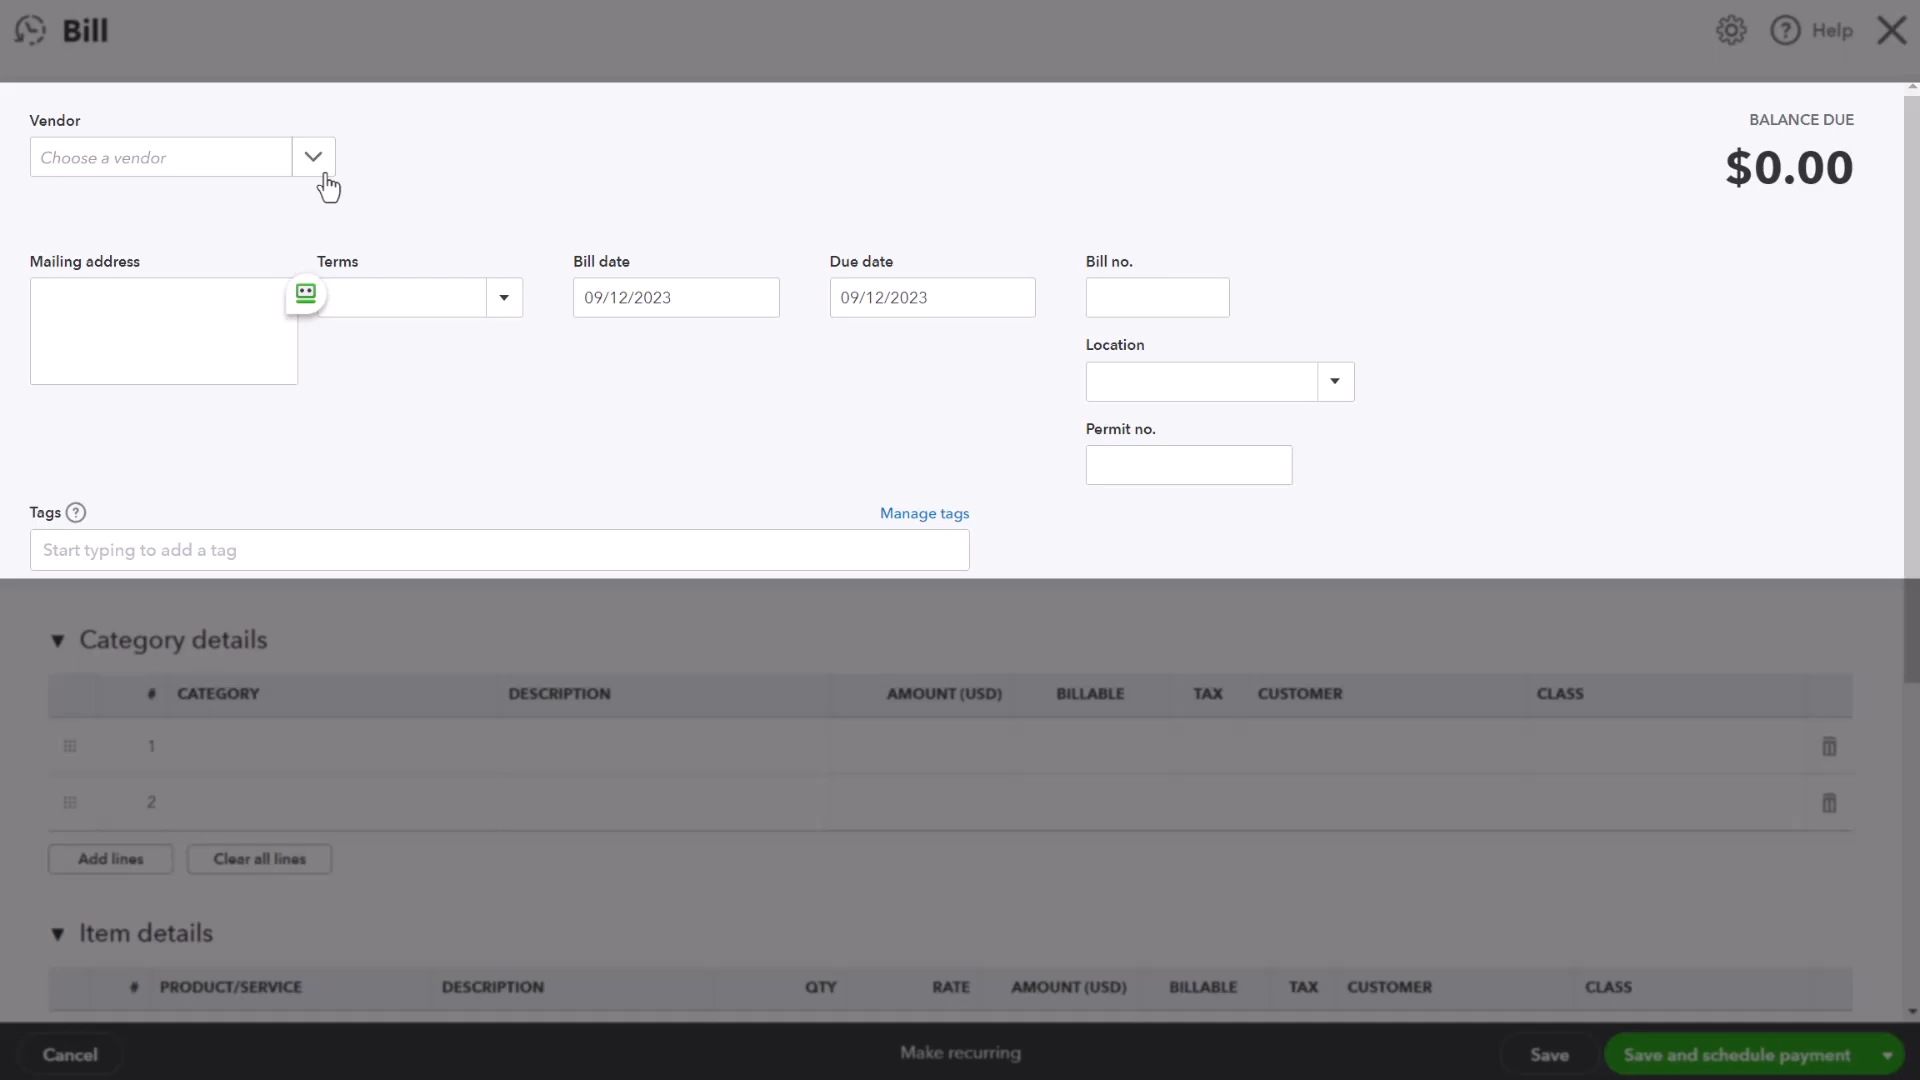 Bill
Help
Vendor
BALANCE DUE
Choose a vendor
$0.00
Mailing address
Terms
Bill date
Due date
Bill no.
09/12/2023
09/12/2023
Location
Permit no.
Tags ?
Manage tags
Start typing to add a tag
Category details
# CATEGORY DESCRIPTION AMOUNT (USD) BILLABLE TAX CUSTOMER CLASS
1
2
Add lines
Clear all lines
Item details
# PRODUCT/SERVICE DESCRIPTION QTY RATE AMOUNT (USD) BILLABLE TAX CUSTOMER CLASS
Cancel
Make recurring
Save
Save and schedule payment